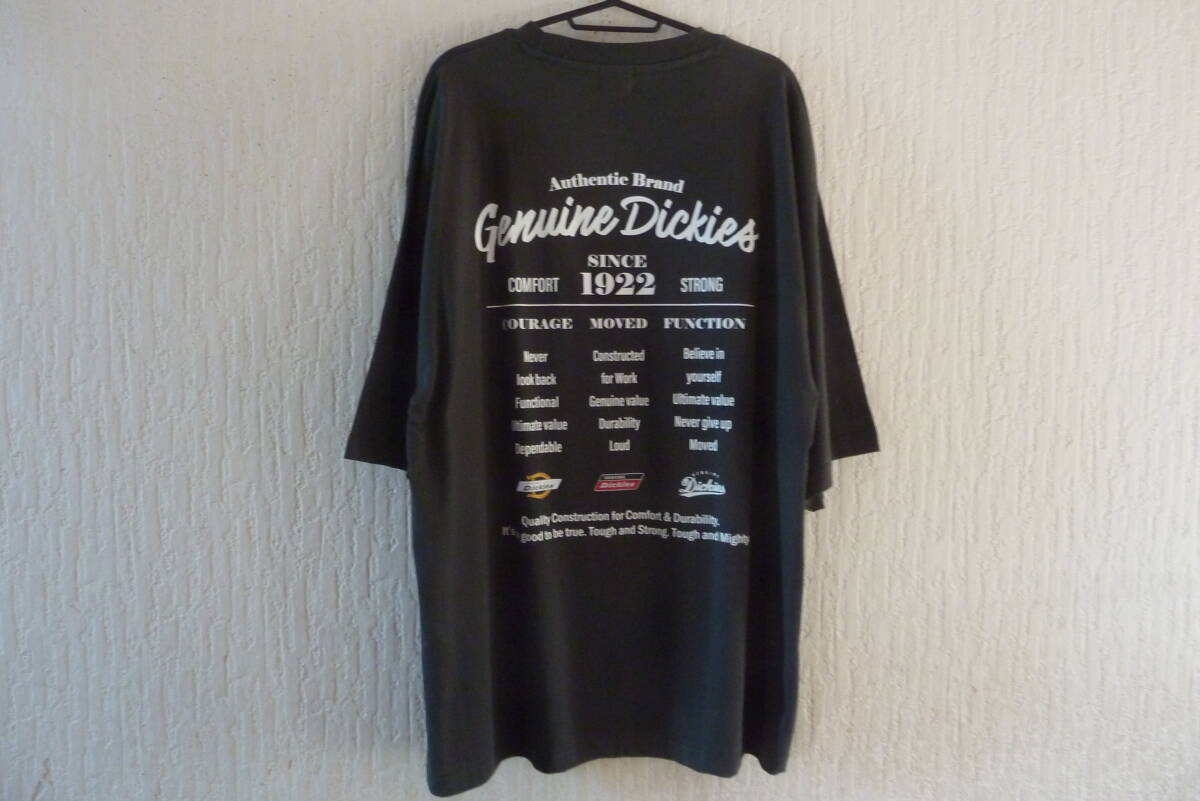 Authentic Brand
Genuine Dickies
SINCE
COMFORT 1922 STRONG
COURAGE MOVED FUNCTION
Never Constructed Believe in
look back for Work yourself
Functional Genuine value Ultimate value
Ultimate value Durability Never give up
Dependable Loud Moved
Dickies Dickies GENUINE Dickies
Quality Construction for Comfort & Durability.
It's good to be true. Tough and Strong. Tough and Mighty